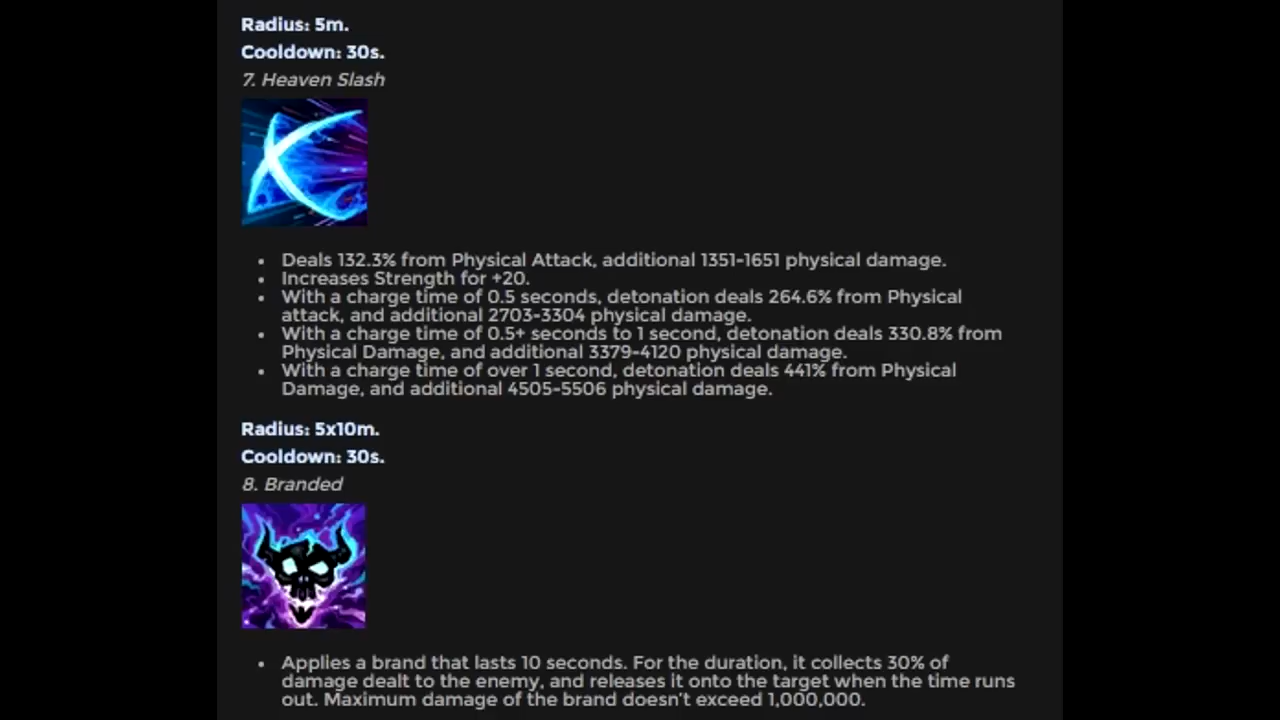 Radius: 5m.
Cooldown: 30s.
7. Heaven Slash
• Deals 132.3% from Physical Attack, additional 1351-1651 physical damage.
• Increases Strength for +20.
• With a charge time of 0.5 seconds, detonation deals 264.6% from Physical
attack, and additional 2703-3304 physical damage.
• With a charge time of 0.5+ seconds to 1 second, detonation deals 330.8% from
Physical Damage, and additional 3379-4120 physical damage.
• With a charge time of over 1 second, detonation deals 441% from Physical
Damage, and additional 4505-5506 physical damage.
Radius: 5x10m.
Cooldown: 30s.
8. Branded
• Applies a brand that lasts 10 seconds. For the duration, it collects 30% of
damage dealt to the enemy, and releases it onto the target when the time runs
out. Maximum damage of the brand doesn't exceed 1,000,000.